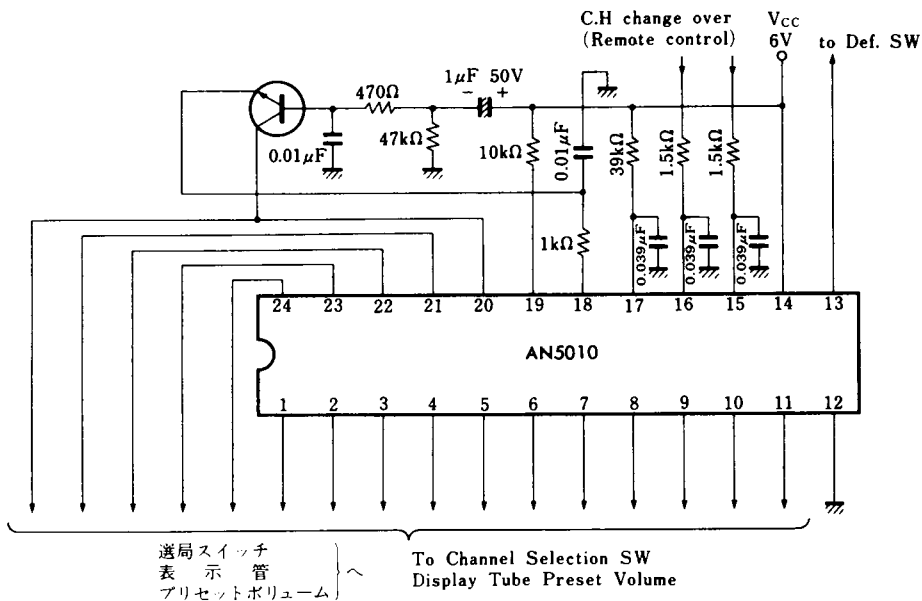 C.H change over
(Remote control)
VCC
6V
to Def. SW
1μF 50V
− +
470Ω
0.01μF
47kΩ
10kΩ
0.01μF
39kΩ
1.5kΩ
1.5kΩ
1kΩ
0.039μF
0.039μF
0.039μF
24 23 22 21 20 19 18 17 16 15 14 13
AN5010
1 2 3 4 5 6 7 8 9 10 11 12
選局スイッチ
表示管
プリセットボリューム
へ
To Channel Selection SW
Display Tube Preset Volume